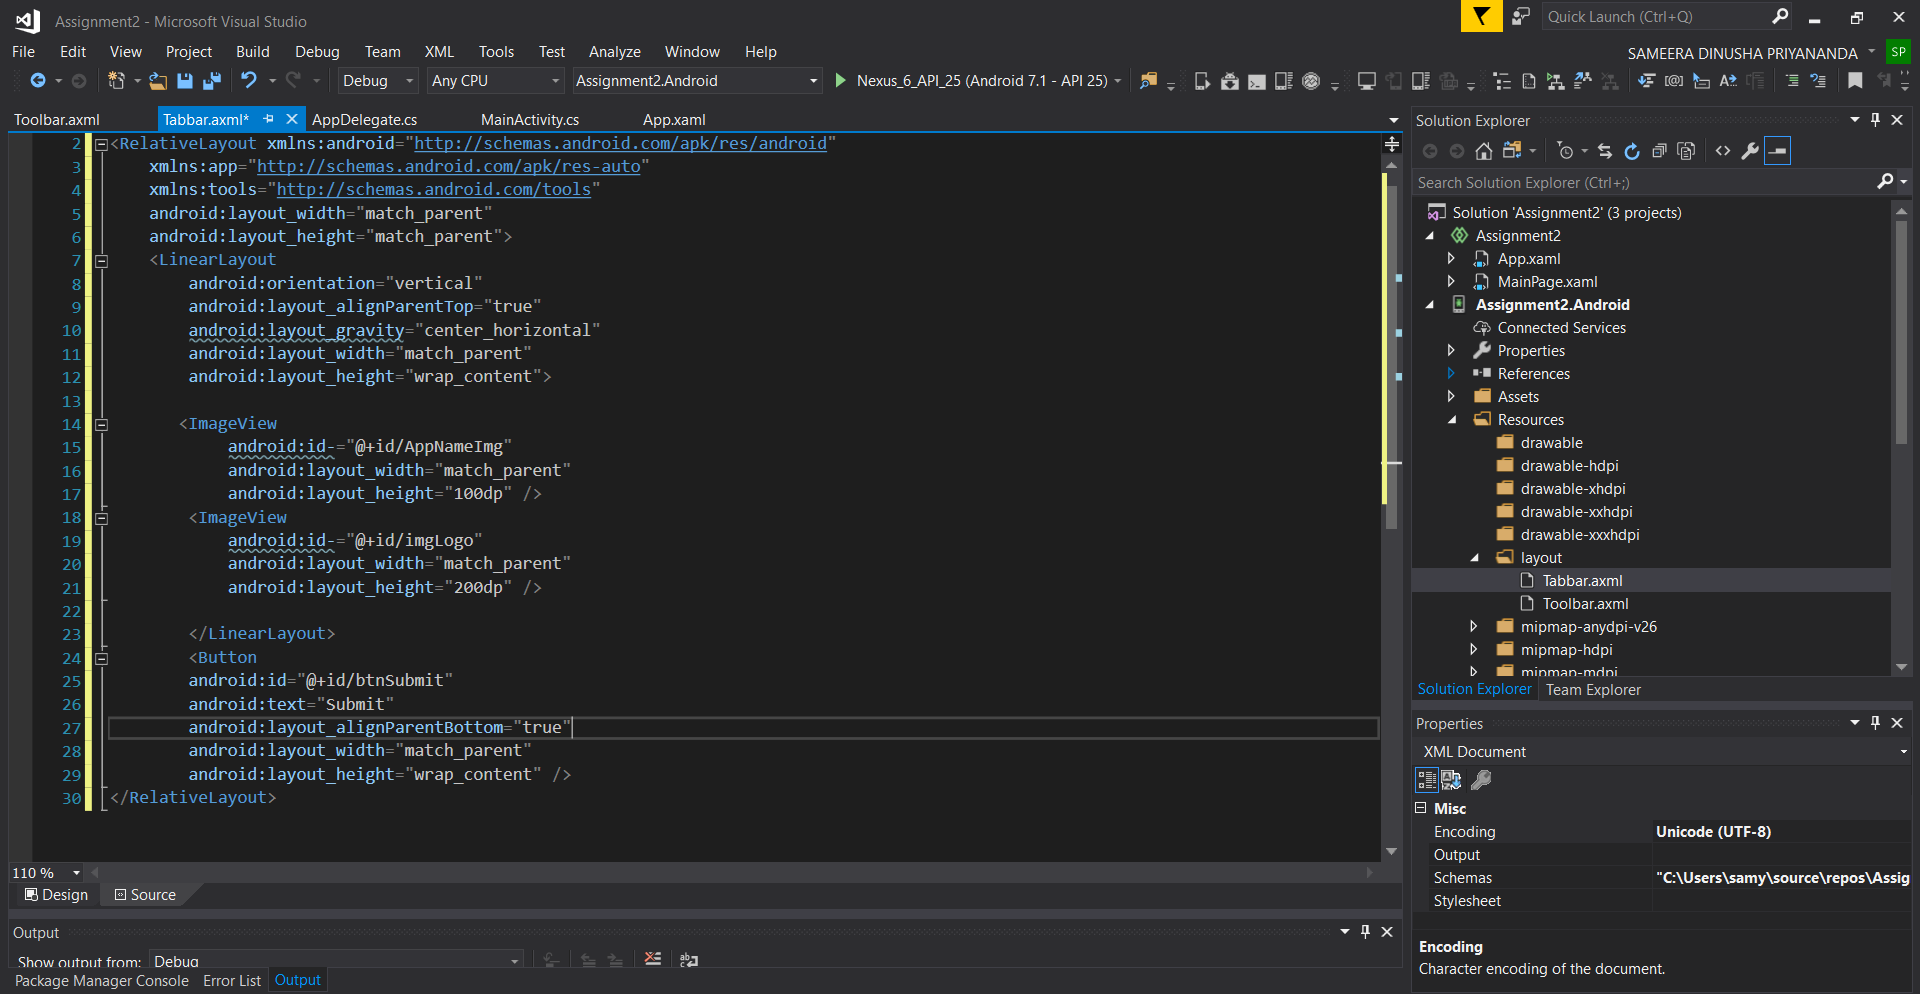 Assignment2 - Microsoft Visual Studio
Quick Launch (Ctrl+Q)
File Edit View Project Build Debug Team XML Tools Test Analyze Window Help
SAMEERA DINUSHA PRIYANANDA SP
Debug Any CPU Assignment2.Android Nexus_6_API_25 (Android 7.1 - API 25)
Toolbar.axml Tabbar.axml* AppDelegate.cs MainActivity.cs App.xaml
2 <RelativeLayout xmlns:android="http://schemas.android.com/apk/res/android"
3 xmlns:app="http://schemas.android.com/apk/res-auto"
4 xmlns:tools="http://schemas.android.com/tools"
5 android:layout_width="match_parent"
6 android:layout_height="match_parent">
7 <LinearLayout
8 android:orientation="vertical"
9 android:layout_alignParentTop="true"
10 android:layout_gravity="center_horizontal"
11 android:layout_width="match_parent"
12 android:layout_height="wrap_content">
13
14 <ImageView
15 android:id-="@+id/AppNameImg"
16 android:layout_width="match_parent"
17 android:layout_height="100dp" />
18 <ImageView
19 android:id-="@+id/imgLogo"
20 android:layout_width="match_parent"
21 android:layout_height="200dp" />
22
23 </LinearLayout>
24 <Button
25 android:id="@+id/btnSubmit"
26 android:text="Submit"
27 android:layout_alignParentBottom="true"
28 android:layout_width="match_parent"
29 android:layout_height="wrap_content" />
30 </RelativeLayout>
110 %
Design Source
Output
Show output from: Debug
Package Manager Console Error List Output
Solution Explorer
Search Solution Explorer (Ctrl+;)
Solution 'Assignment2' (3 projects)
Assignment2
App.xaml
MainPage.xaml
Assignment2.Android
Connected Services
Properties
References
Assets
Resources
drawable
drawable-hdpi
drawable-xhdpi
drawable-xxhdpi
drawable-xxxhdpi
layout
Tabbar.axml
Toolbar.axml
mipmap-anydpi-v26
mipmap-hdpi
mipmap-mdpi
Solution Explorer Team Explorer
Properties
XML Document
Misc
Encoding Unicode (UTF-8)
Output
Schemas "C:\Users\samy\source\repos\Assig
Stylesheet
Encoding
Character encoding of the document.